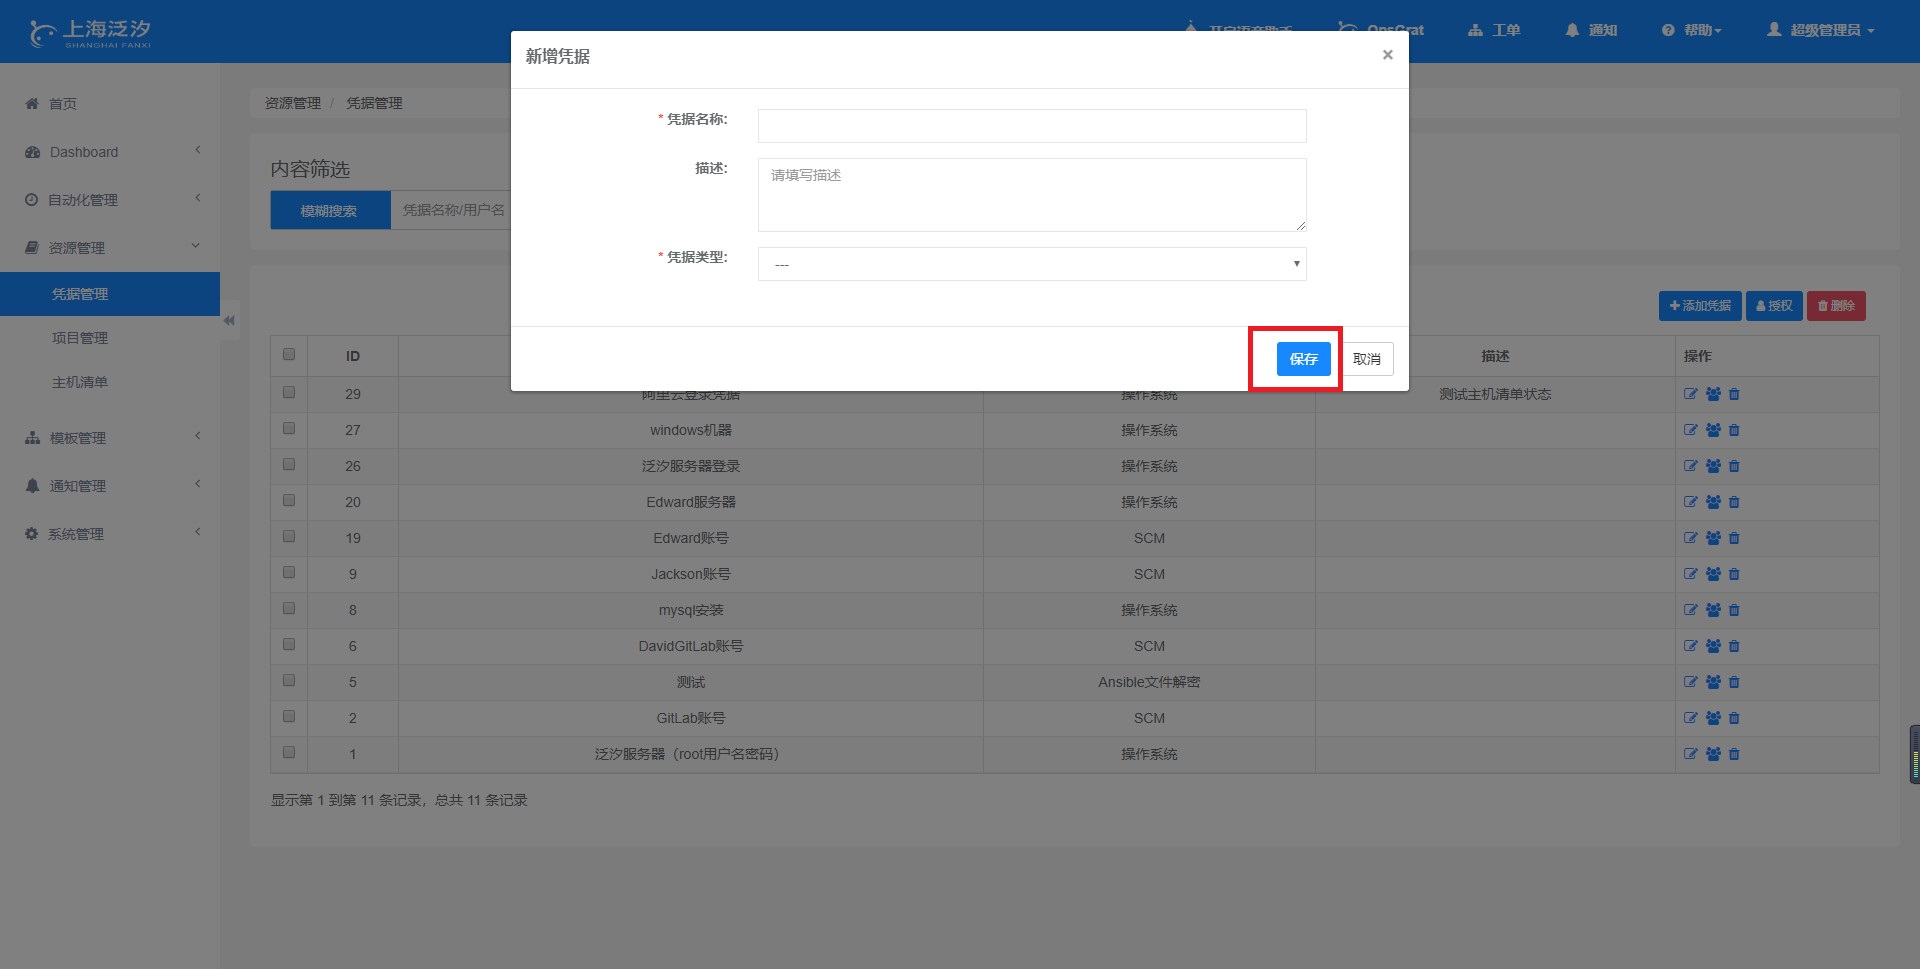 上海泛汐
SHANGHAI FANXI
开启语音助手
OpsGrat
工单
通知
帮助
超级管理员
首页
Dashboard
自动化管理
资源管理
凭据管理
项目管理
主机清单
模板管理
通知管理
系统管理
资源管理 / 凭据管理
内容筛选
模糊搜索 凭据名称/用户名
新增凭据 ×
* 凭据名称:
描述: 请填写描述
* 凭据类型: ---
保存 取消
添加凭据 授权 删除
ID 描述 操作
29 阿里云登录凭据 操作系统 测试主机清单状态
27 windows机器 操作系统
26 泛汐服务器登录 操作系统
20 Edward服务器 操作系统
19 Edward账号 SCM
9 Jackson账号 SCM
8 mysql安装 操作系统
6 DavidGitLab账号 SCM
5 测试 Ansible文件解密
2 GitLab账号 SCM
1 泛汐服务器（root用户名密码） 操作系统
显示第 1 到第 11 条记录，总共 11 条记录